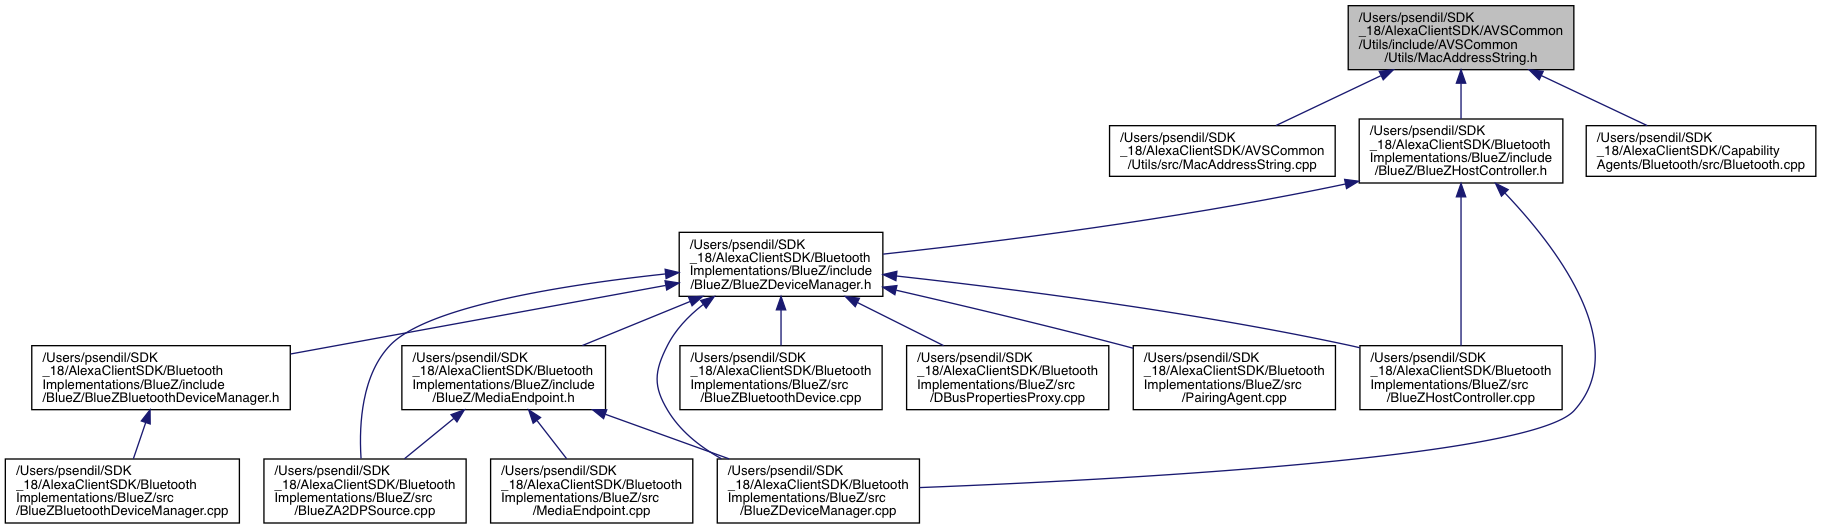 /Users/psendil/SDK
_18/AlexaClientSDK/AVSCommon
/Utils/include/AVSCommon
/Utils/MacAddressString.h
/Users/psendil/SDK
_18/AlexaClientSDK/AVSCommon
/Utils/src/MacAddressString.cpp
/Users/psendil/SDK
_18/AlexaClientSDK/Bluetooth
Implementations/BlueZ/include
/BlueZ/BlueZHostController.h
/Users/psendil/SDK
_18/AlexaClientSDK/Capability
Agents/Bluetooth/src/Bluetooth.cpp
/Users/psendil/SDK
_18/AlexaClientSDK/Bluetooth
Implementations/BlueZ/include
/BlueZ/BlueZDeviceManager.h
/Users/psendil/SDK
_18/AlexaClientSDK/Bluetooth
Implementations/BlueZ/include
/BlueZ/BlueZBluetoothDeviceManager.h
/Users/psendil/SDK
_18/AlexaClientSDK/Bluetooth
Implementations/BlueZ/include
/BlueZ/MediaEndpoint.h
/Users/psendil/SDK
_18/AlexaClientSDK/Bluetooth
Implementations/BlueZ/src
/BlueZBluetoothDevice.cpp
/Users/psendil/SDK
_18/AlexaClientSDK/Bluetooth
Implementations/BlueZ/src
/DBusPropertiesProxy.cpp
/Users/psendil/SDK
_18/AlexaClientSDK/Bluetooth
Implementations/BlueZ/src
/PairingAgent.cpp
/Users/psendil/SDK
_18/AlexaClientSDK/Bluetooth
Implementations/BlueZ/src
/BlueZHostController.cpp
/Users/psendil/SDK
_18/AlexaClientSDK/Bluetooth
Implementations/BlueZ/src
/BlueZBluetoothDeviceManager.cpp
/Users/psendil/SDK
_18/AlexaClientSDK/Bluetooth
Implementations/BlueZ/src
/BlueZA2DPSource.cpp
/Users/psendil/SDK
_18/AlexaClientSDK/Bluetooth
Implementations/BlueZ/src
/MediaEndpoint.cpp
/Users/psendil/SDK
_18/AlexaClientSDK/Bluetooth
Implementations/BlueZ/src
/BlueZDeviceManager.cpp